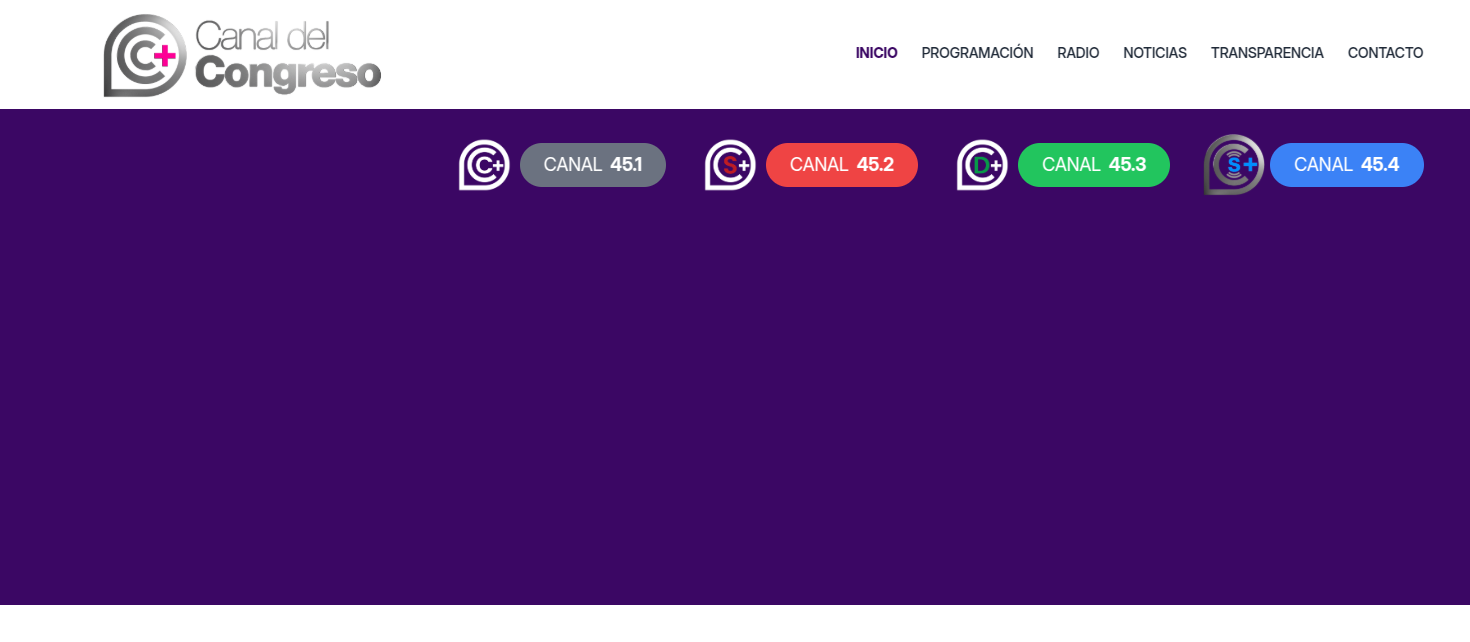 Canal del
Congreso
INICIO PROGRAMACIÓN RADIO NOTICIAS TRANSPARENCIA CONTACTO
C+ CANAL 45.1 S+ CANAL 45.2 D+ CANAL 45.3 S+ CANAL 45.4